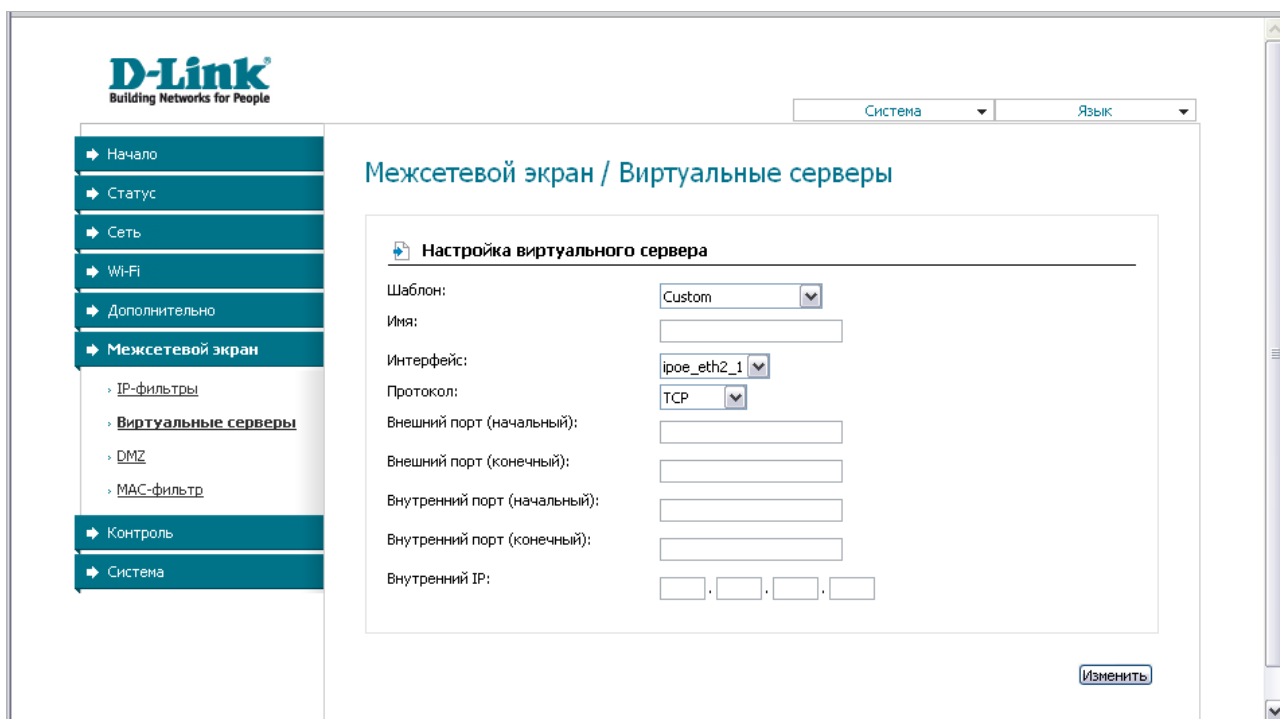 D-Link
Building Networks for People
Система
Язык
Начало
Статус
Сеть
Wi-Fi
Дополнительно
Межсетевой экран
IP-фильтры
Виртуальные серверы
DMZ
MAC-фильтр
Контроль
Система
Межсетевой экран / Виртуальные серверы
Настройка виртуального сервера
Шаблон: Custom
Имя:
Интерфейс: ipoe_eth2_1
Протокол: TCP
Внешний порт (начальный):
Внешний порт (конечный):
Внутренний порт (начальный):
Внутренний порт (конечный):
Внутренний IP: . . .
Изменить